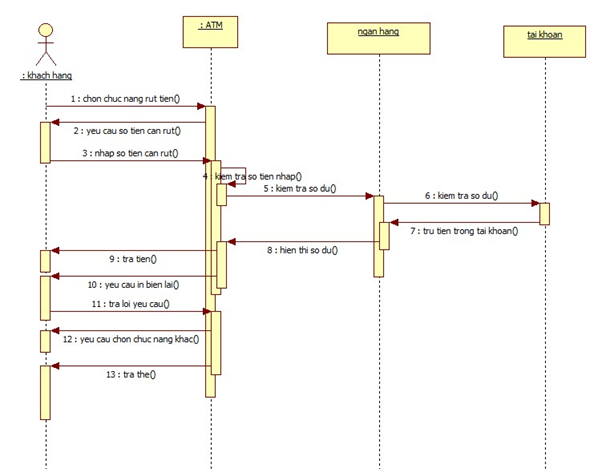 : khach hang
: ATM
ngan hang
tai khoan
1 : chon chuc nang rut tien()
2 : yeu cau so tien can rut()
3 : nhap so tien can rut()
4 : kiem tra so tien nhap()
5 : kiem tra so du()
6 : kiem tra so du()
7 : tru tien trong tai khoan()
8 : hien thi so du()
9 : tra tien()
10 : yeu cau in bien lai()
11 : tra loi yeu cau()
12 : yeu cau chon chuc nang khac()
13 : tra the()